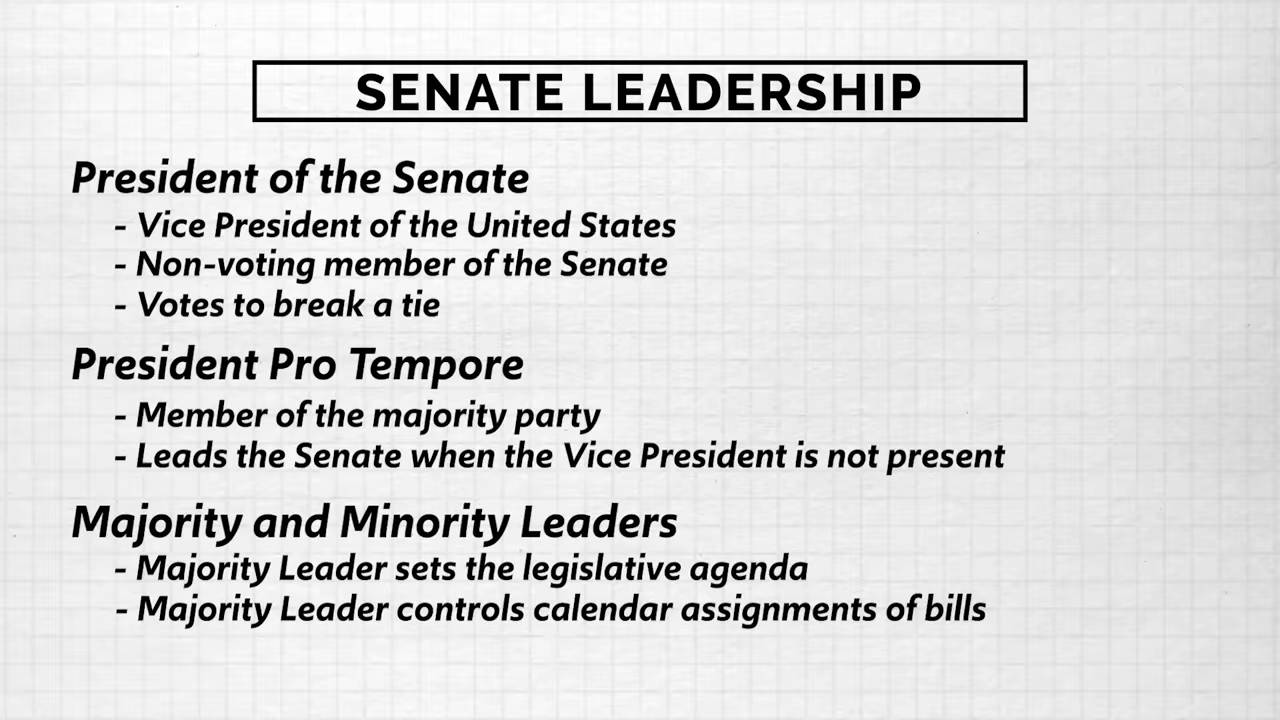 SENATE LEADERSHIP
President of the Senate
- Vice President of the United States
- Non-voting member of the Senate
- Votes to break a tie
President Pro Tempore
- Member of the majority party
- Leads the Senate when the Vice President is not present
Majority and Minority Leaders
- Majority Leader sets the legislative agenda
- Majority Leader controls calendar assignments of bills